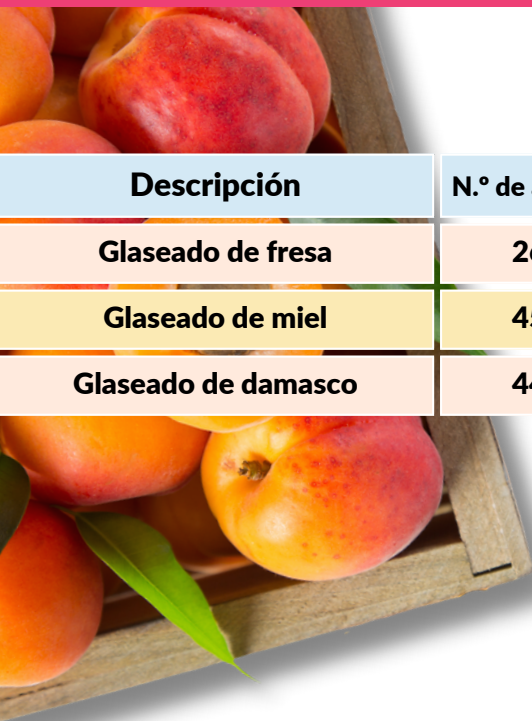 Descripción N.º de
Glaseado de fresa
Glaseado de miel
Glaseado de damasco